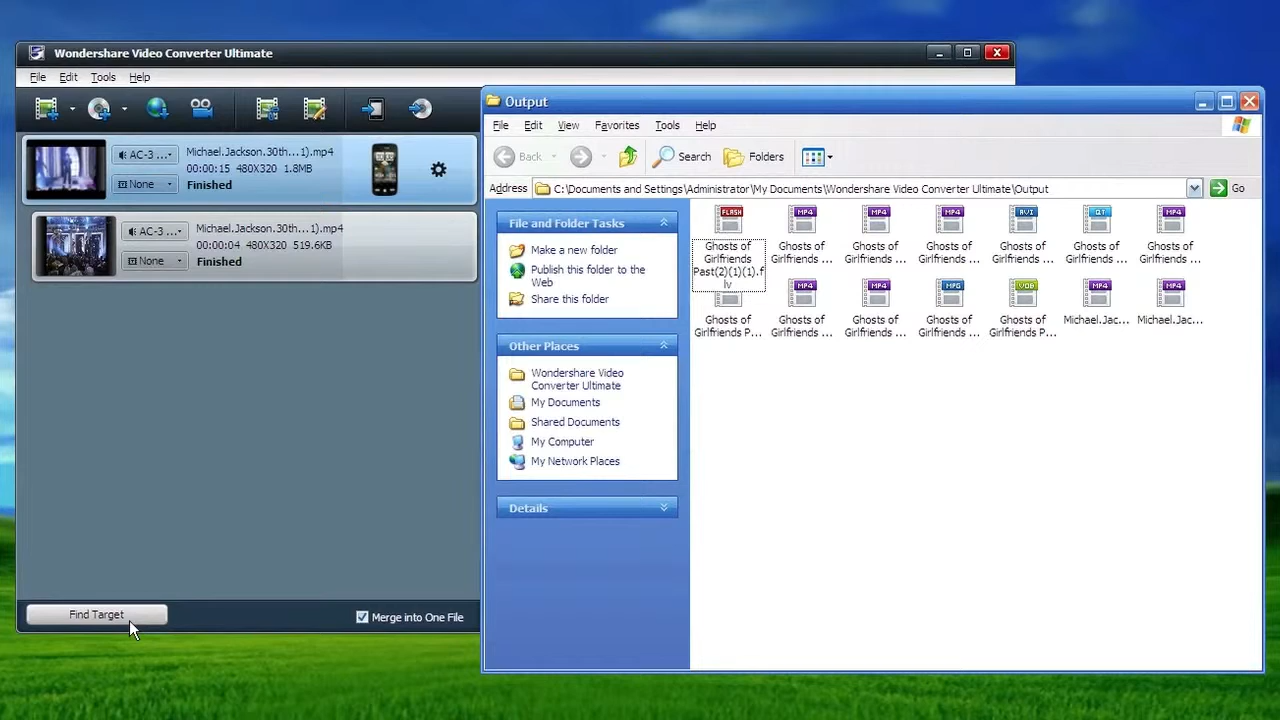 Wondershare Video Converter Ultimate
File Edit Tools Help
AC-3 ...
Michael.Jackson.30th...1).mp4
00:00:15 480X320 1.8MB
None
Finished
AC-3...
Michael.Jackson.30th...1).mp4
00:00:04 480X320 519.6KB
None
Finished
Find Target
Merge into One File
Output
File Edit View Favorites Tools Help
Back
Search
Folders
Address
C:\Documents and Settings\Administrator\My Documents\Wondershare Video Converter Ultimate\Output
Go
File and Folder Tasks
Make a new folder
Publish this folder to the
Web
Share this folder
Other Places
Wondershare Video
Converter Ultimate
My Documents
Shared Documents
My Computer
My Network Places
Details
FLASH MP4 MP4 MP4 AVI QT MP4
Ghosts of Ghosts of Ghosts of Ghosts of Ghosts of Ghosts of Ghosts of
Girlfriends Girlfriends ... Girlfriends ... Girlfriends ... Girlfriends ... Girlfriends ... Girlfriends ...
Past(2)(1)(1).f
lv
MP4 MP4 MPG VOB MP4 MP4
Ghosts of Ghosts of Ghosts of Ghosts of Ghosts of Michael.Jac... Michael.Jac...
Girlfriends P... Girlfriends ... Girlfriends ... Girlfriends ... Girlfriends P...